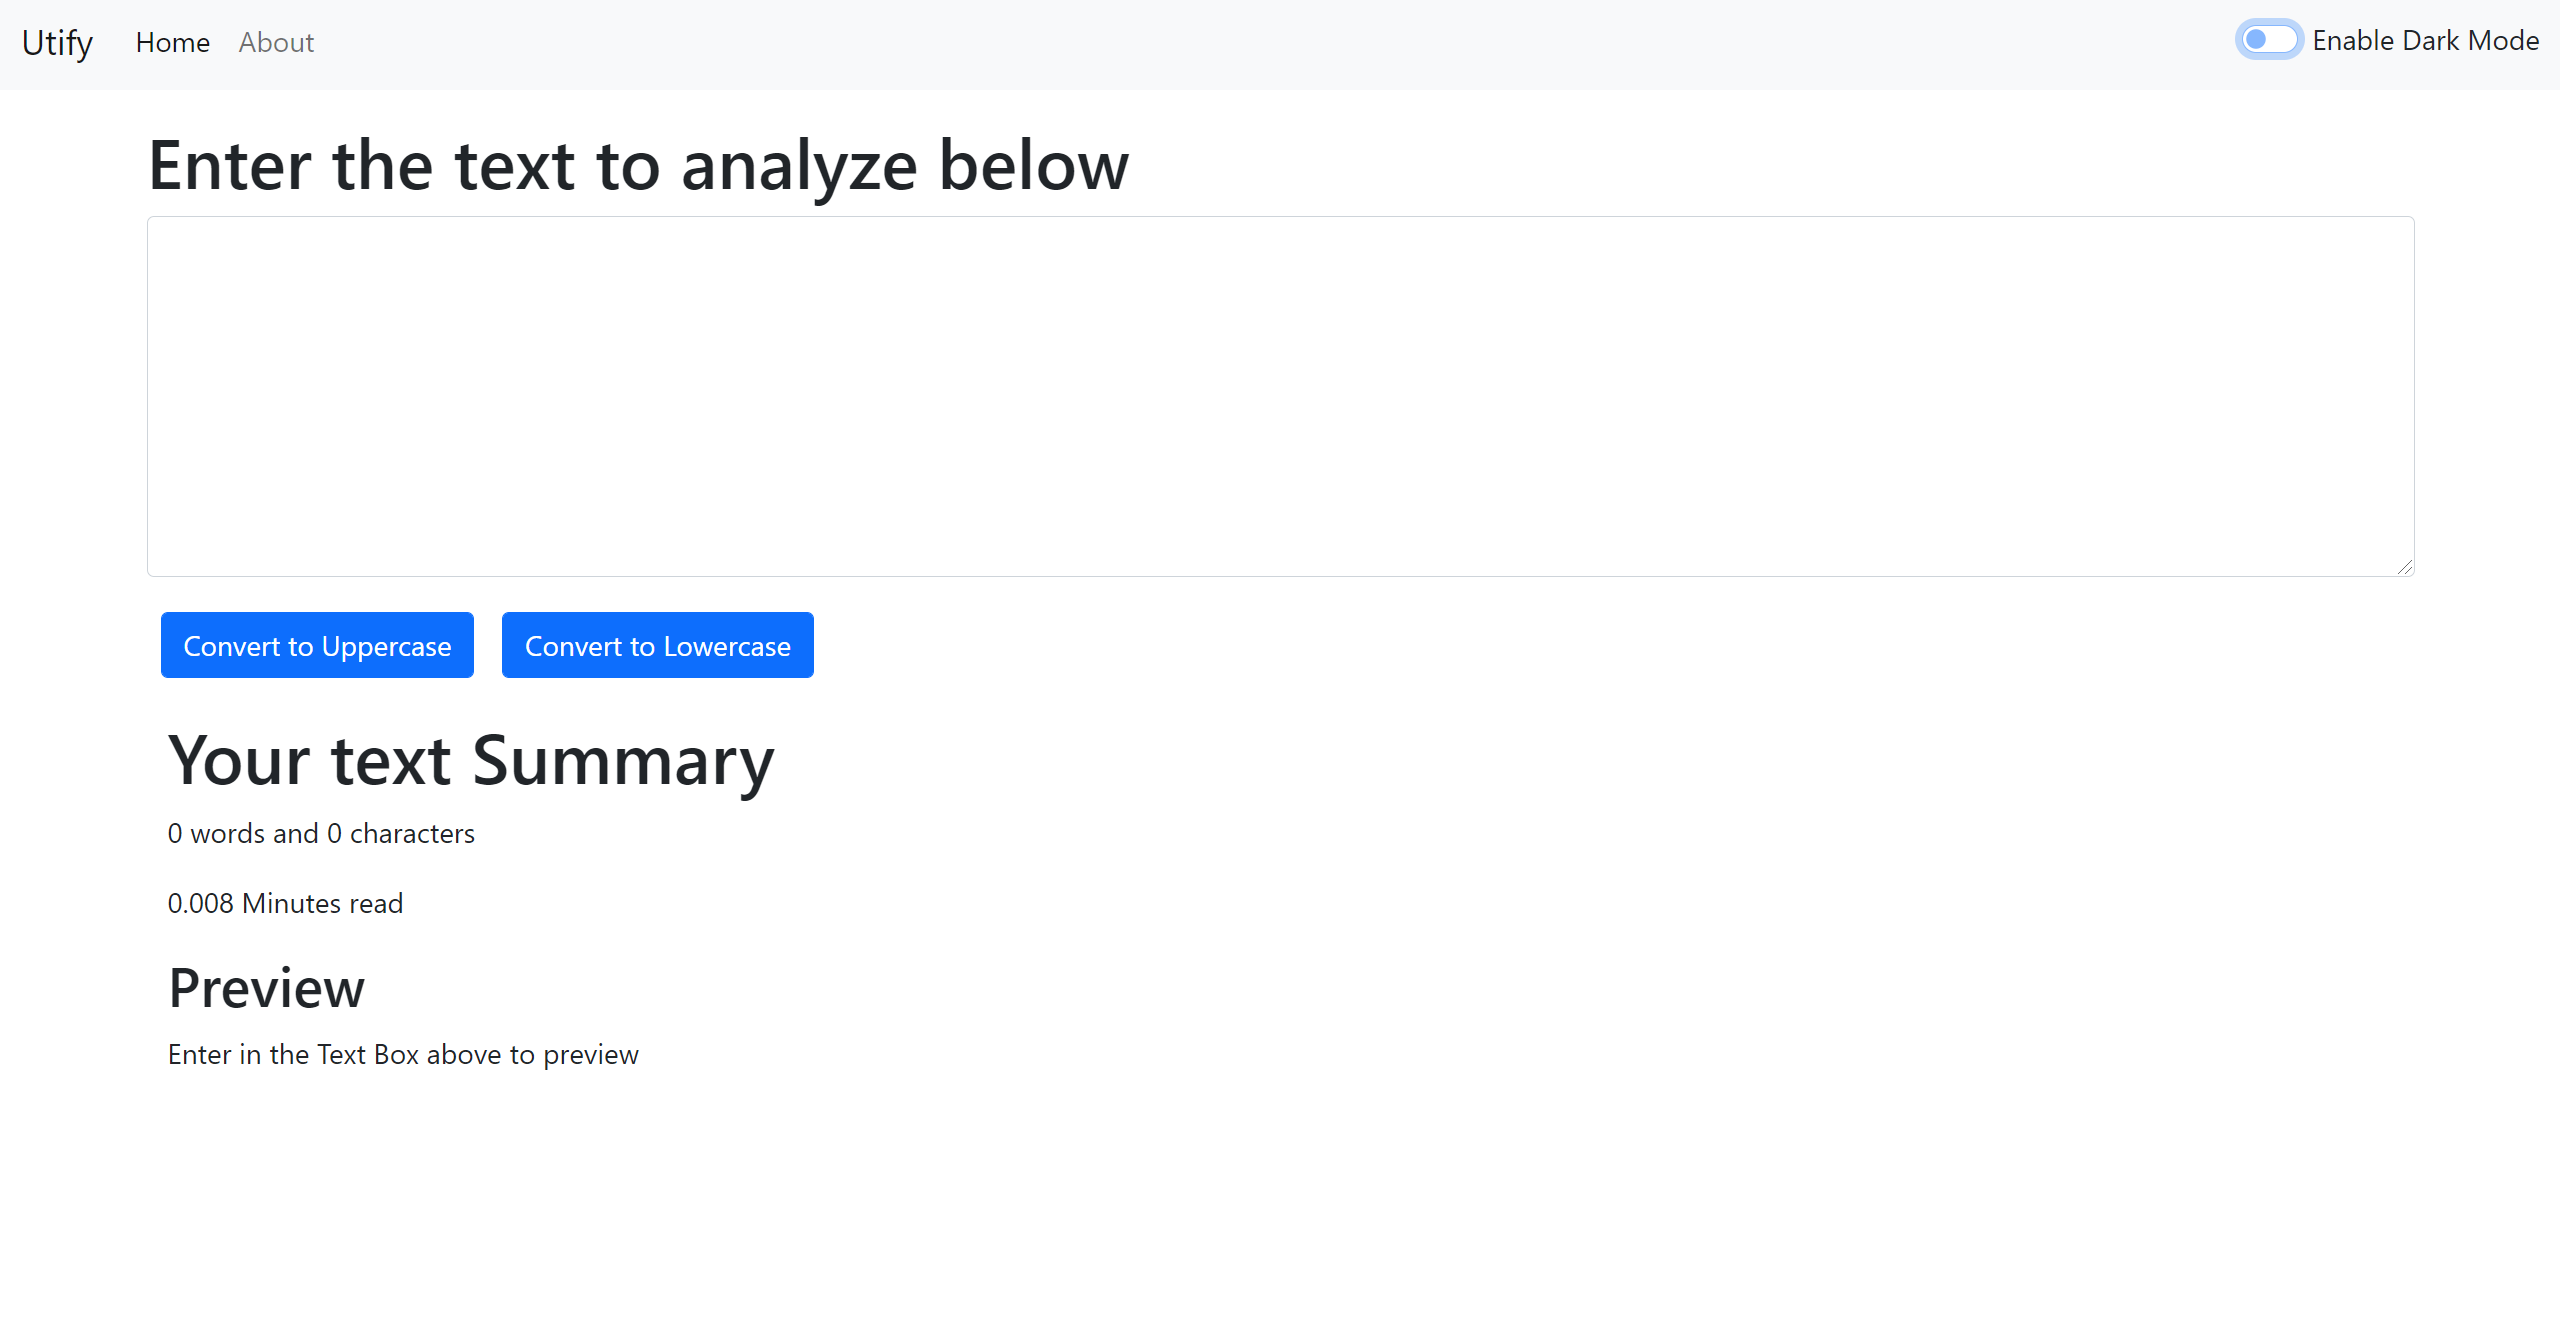 Utify Home About Enable Dark Mode
Enter the text to analyze below
Convert to Uppercase Convert to Lowercase
Your text Summary
0 words and 0 characters
0.008 Minutes read
Preview
Enter in the Text Box above to preview